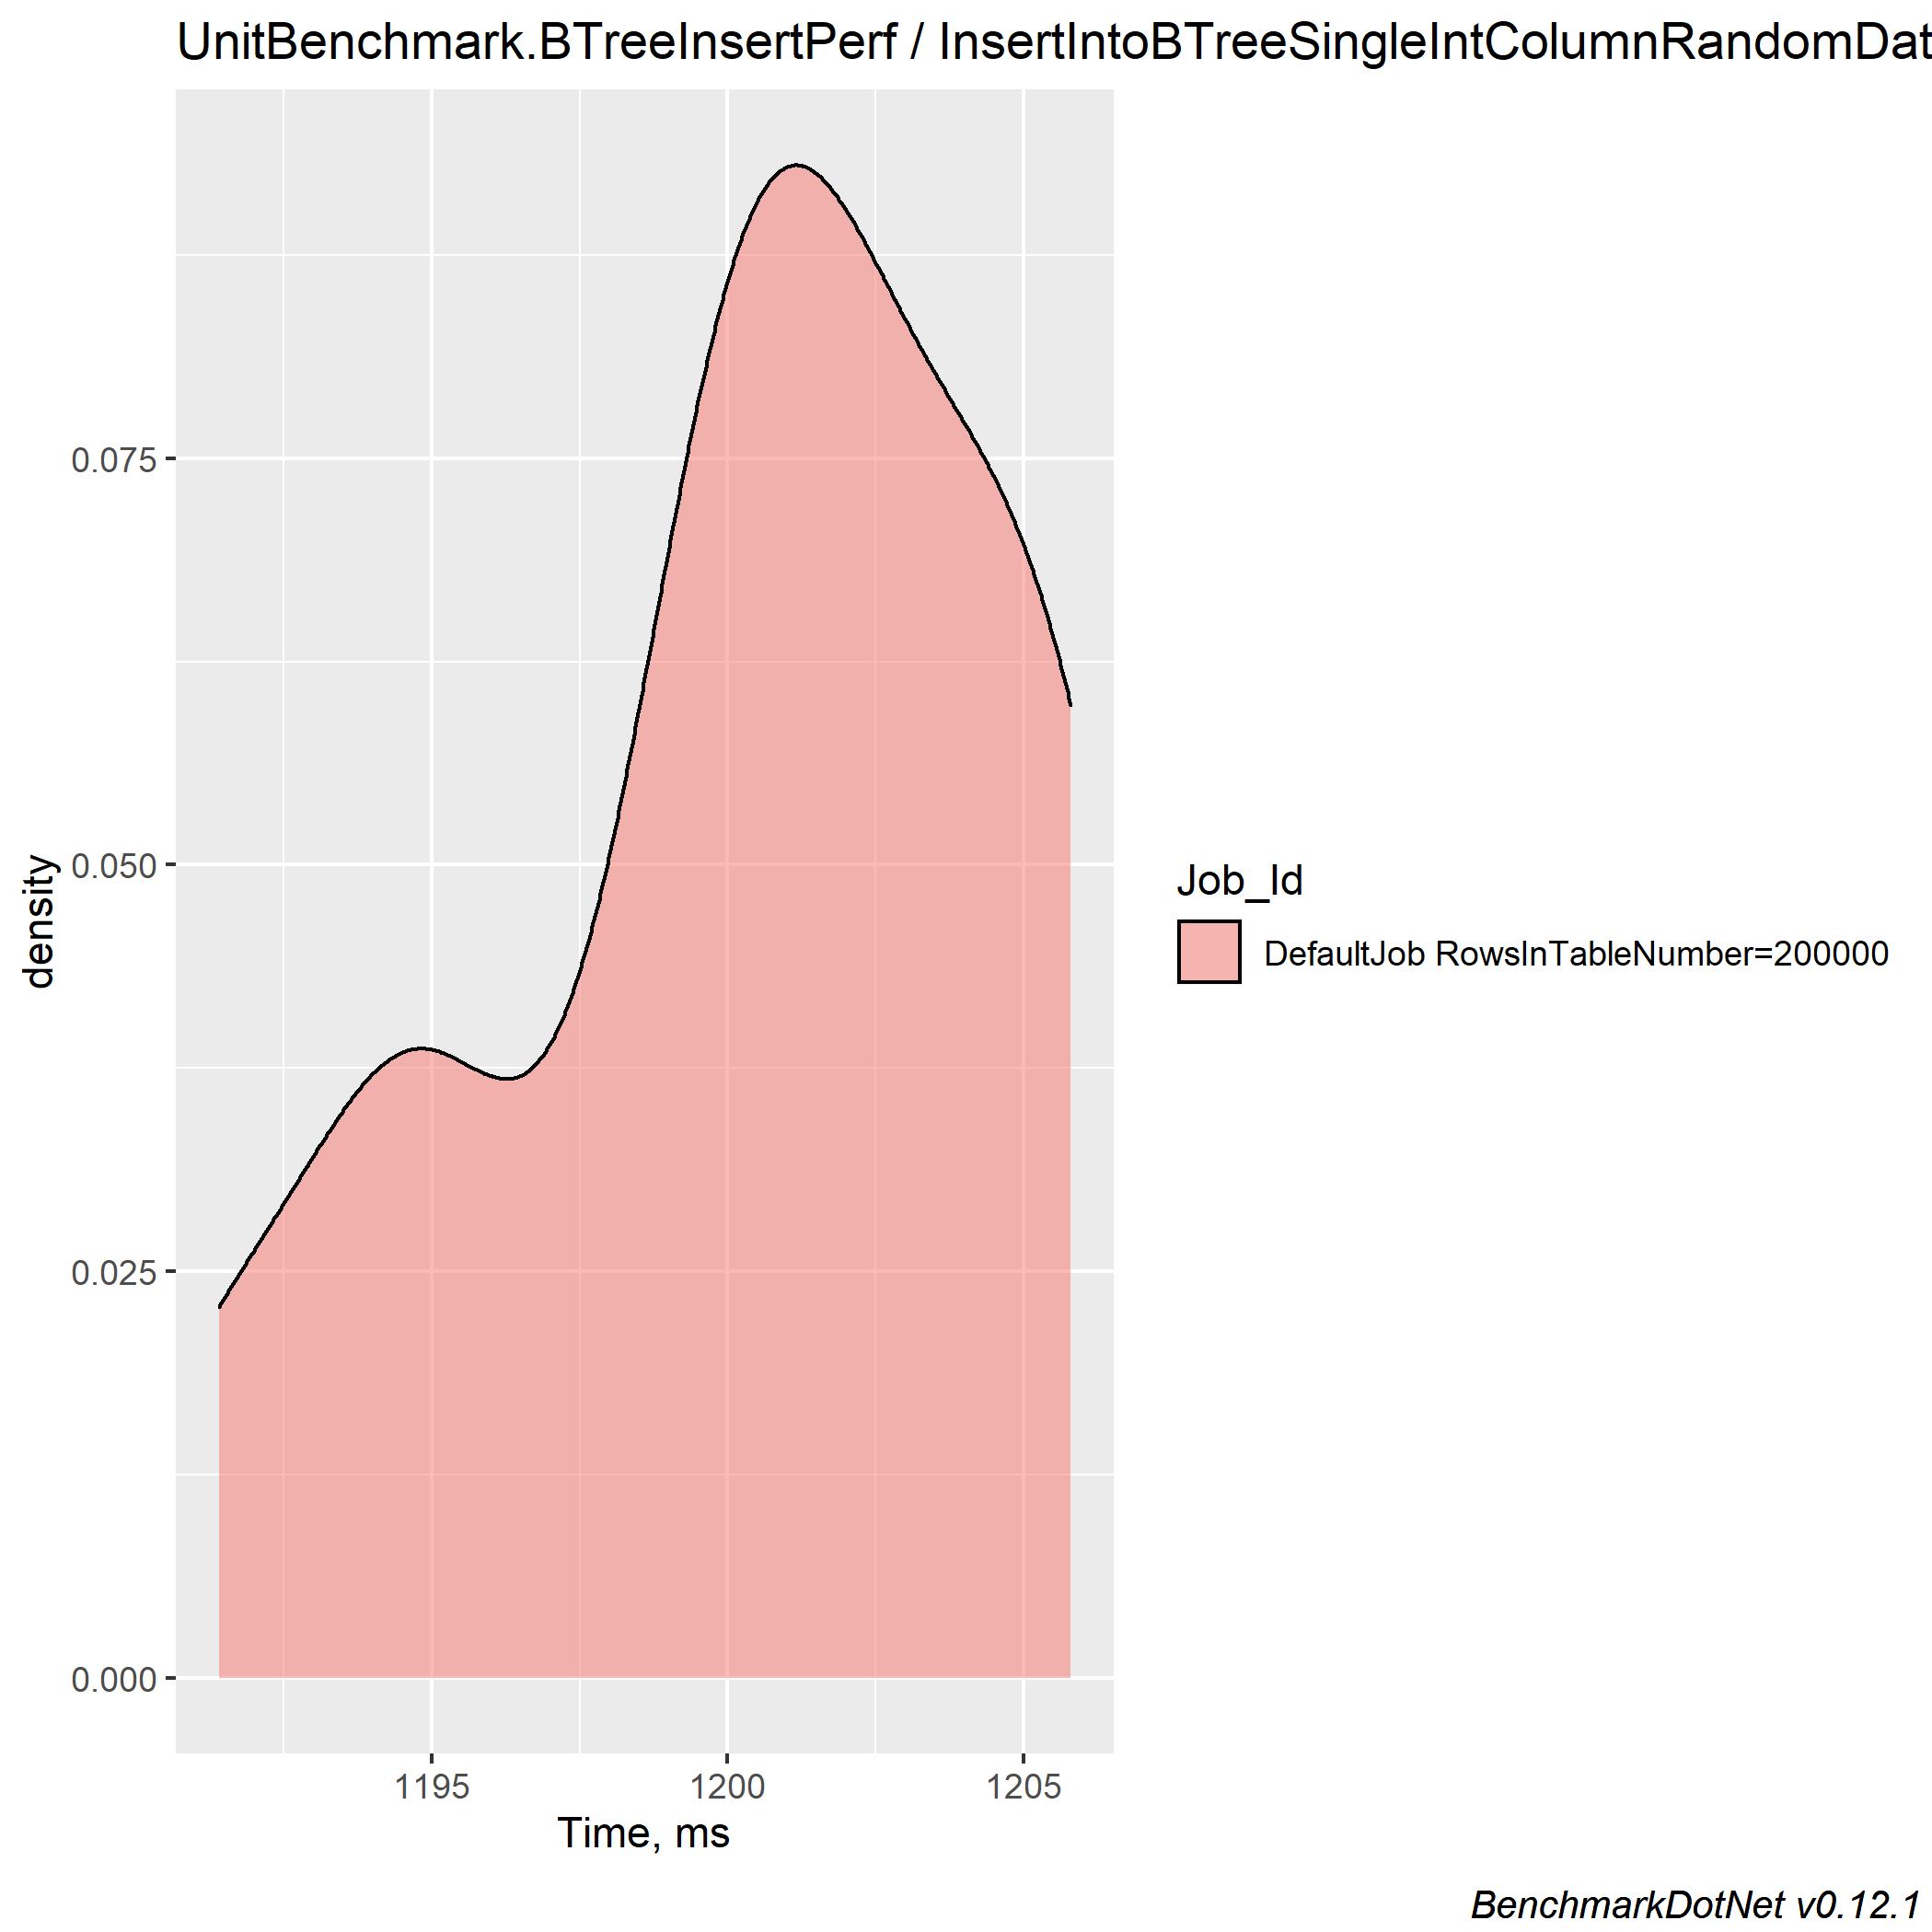 UnitBenchmark.BTreeInsertPerf / InsertIntoBTreeSingleIntColumnRandomDat
0.075
0.050
0.025
0.000
density
1195 1200 1205
Time, ms
Job_Id
DefaultJob RowsInTableNumber=200000
BenchmarkDotNet v0.12.1